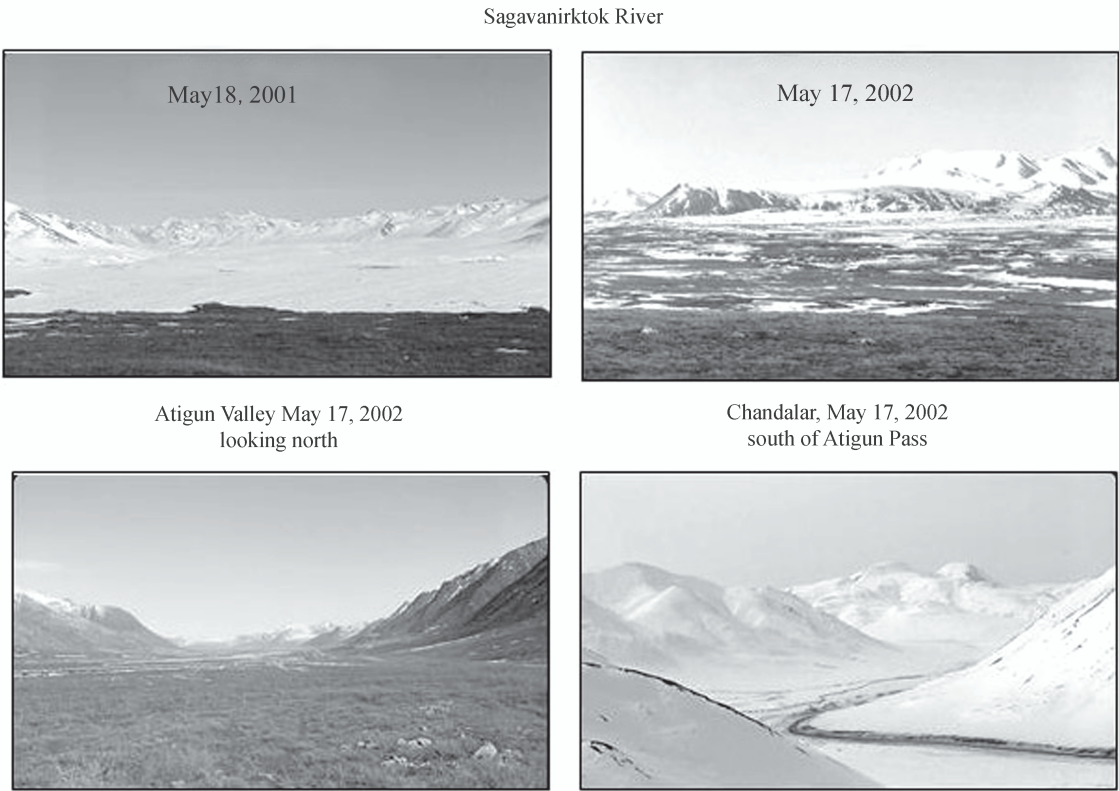 Sagavanirktok River
May18, 2001
May 17, 2002
Atigun Valley May 17, 2002
looking north
Chandalar, May 17, 2002
south of Atigun Pass